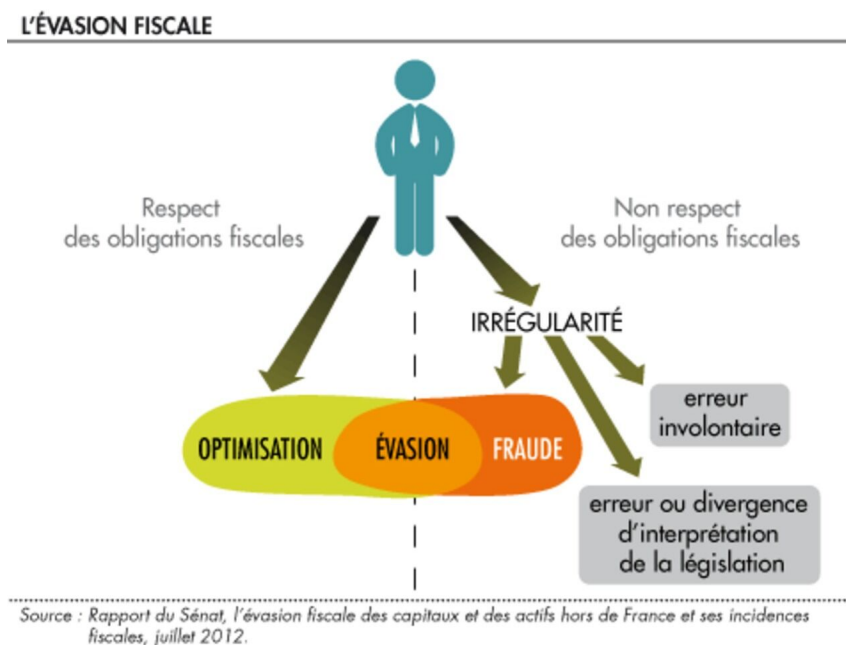 L'ÉVASION FISCALE
Respect
des obligations fiscales
Non respect
des obligations fiscales
IRRÉGULARITÉ
erreur
involontaire
OPTIMISATION
ÉVASION
FRAUDE
erreur ou divergence
d'interprétation
de la législation
Source : Rapport du Sénat, l'évasion fiscale des capitaux et des actifs hors de France et ses incidences
fiscales, juillet 2012.